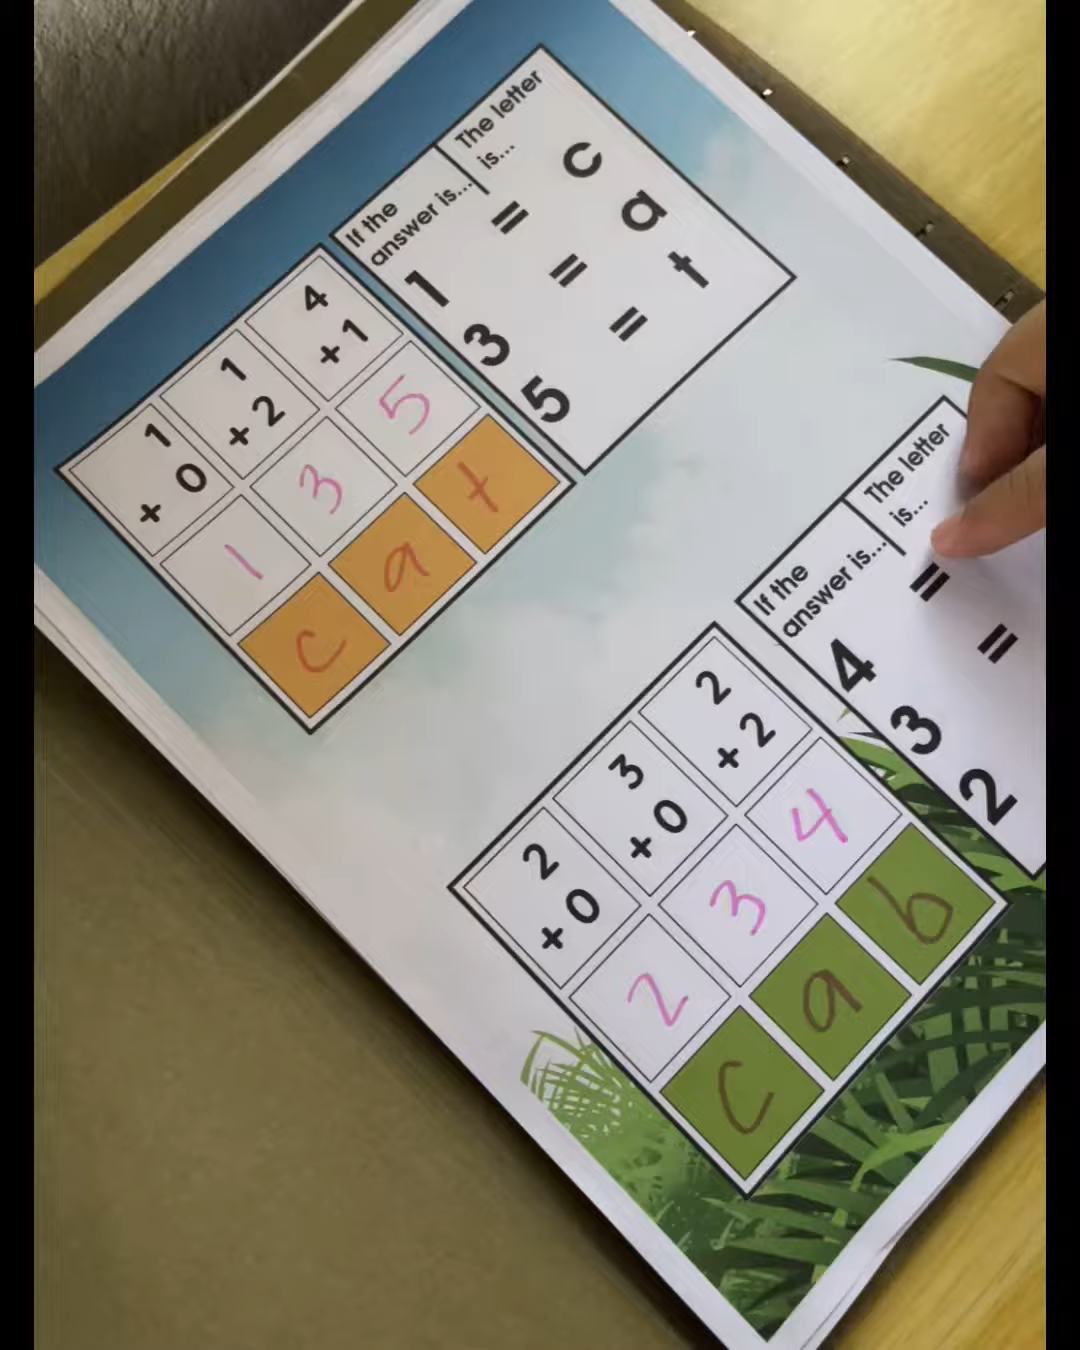 If the answer is... The letter is...
1 = c
3 = a
5 = t
1 1 4
+ 0 + 2 + 1
1 3 5
c a t
If the answer is... The letter is...
4 =
3 =
2
2 3 2
+ 0 + 0 + 2
2 3 4
c a b